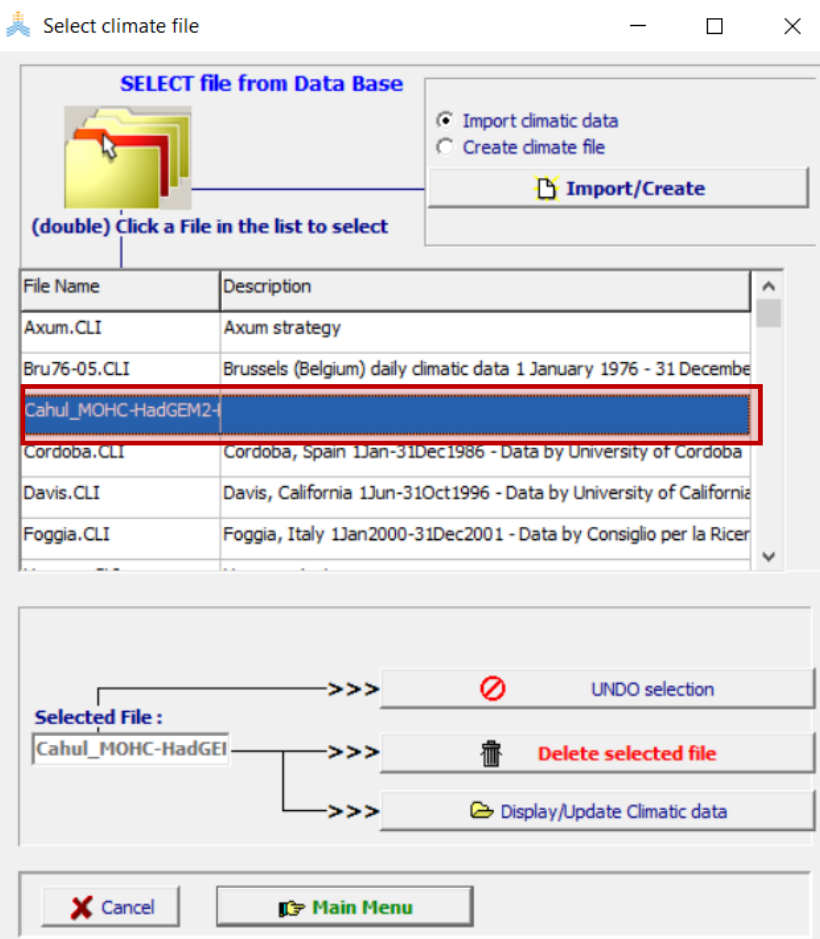 Select climate file
SELECT file from Data Base
Import climatic data
Create climate file
Import/Create
(double) Click a File in the list to select
File Name Description
Axum.CLI Axum strategy
Bru76-05.CLI Brussels (Belgium) daily climatic data 1 January 1976 - 31 Decembe
Cahul_MOHC-HadGEM2-
Cordoba.CLI Cordoba, Spain 1Jan-31Dec1986 - Data by University of Cordoba
Davis.CLI Davis, California 1Jun-31Oct1996 - Data by University of California
Foggia.CLI Foggia, Italy 1Jan2000-31Dec2001 - Data by Consiglio per la Ricer
>>> UNDO selection
Selected File :
Cahul_MOHC-HadGEI >>> Delete selected file
>>> Display/Update Climatic data
Cancel Main Menu